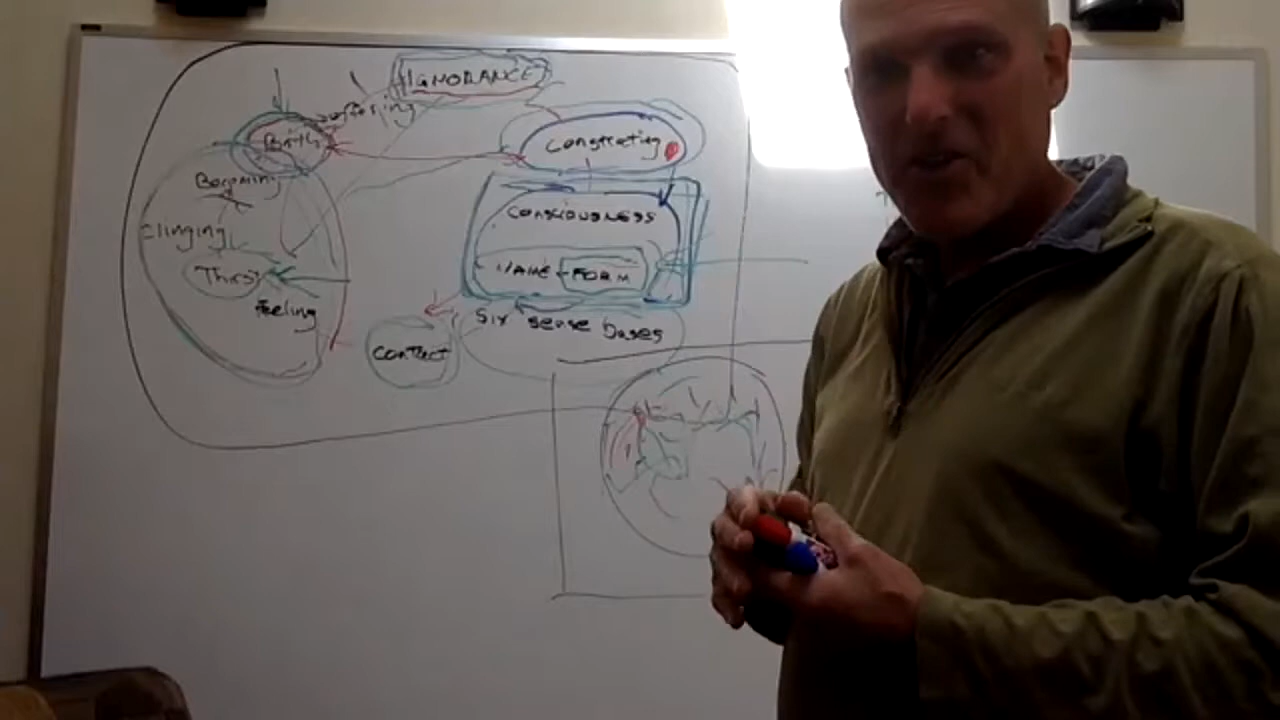 IGNORANCE
Suffering
Birth
Constructing
Becoming
CONSCIOUSNESS
Clinging
NAME-FORM
Thirst
Feeling
Six sense bases
Contact